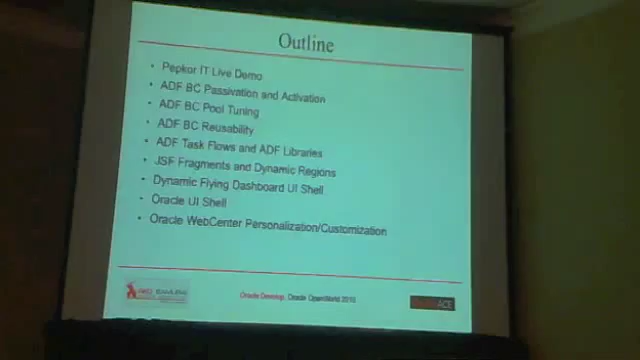 Outline
• Pepkor IT Live Demo
• ADF BC Passivation and Activation
• ADF BC Pool Tuning
• ADF BC Reusability
• ADF Task Flows and ADF Libraries
• JSF Fragments and Dynamic Regions
• Dynamic Flying Dashboard UI Shell
• Oracle UI Shell
• Oracle WebCenter Personalization/Customization
Oracle OpenWorld 2010
ACE